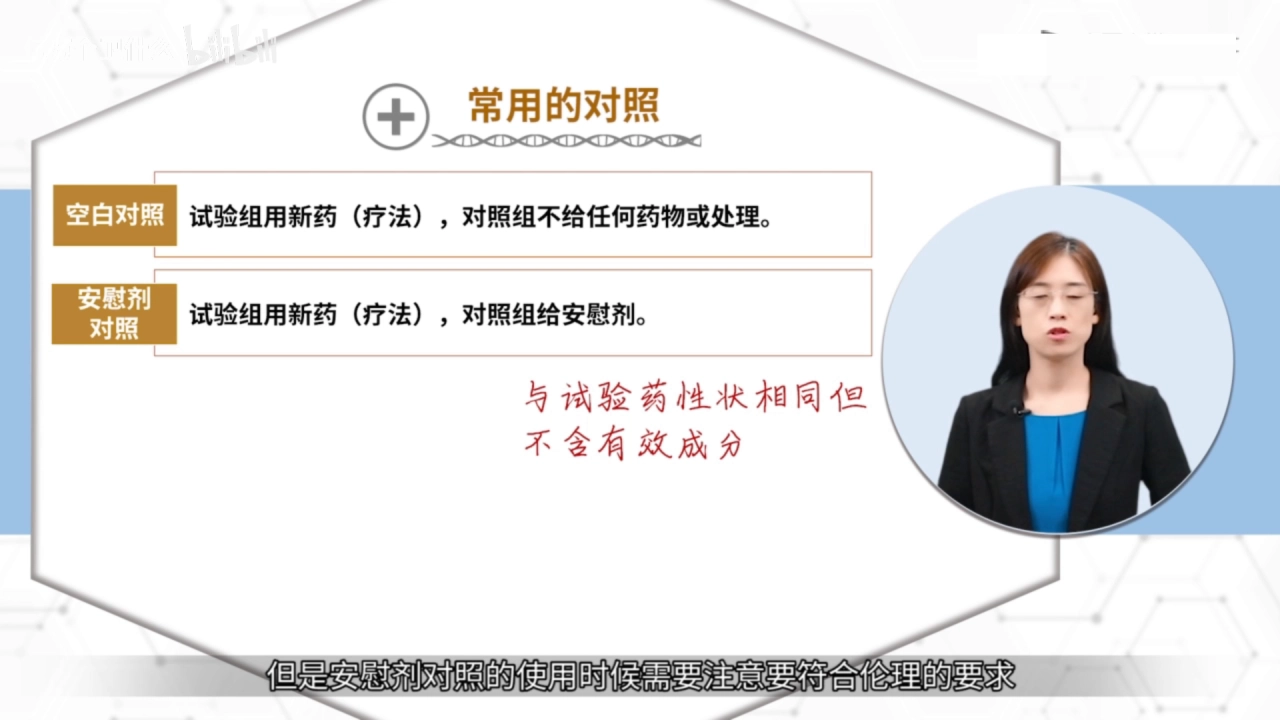 bilibili
常用的对照
空白对照
试验组用新药（疗法），对照组不给任何药物或处理。
安慰剂
对照
试验组用新药（疗法），对照组给安慰剂。
与试验药性状相同但
不含有效成分
但是安慰剂对照的使用时候需要注意要符合伦理的要求